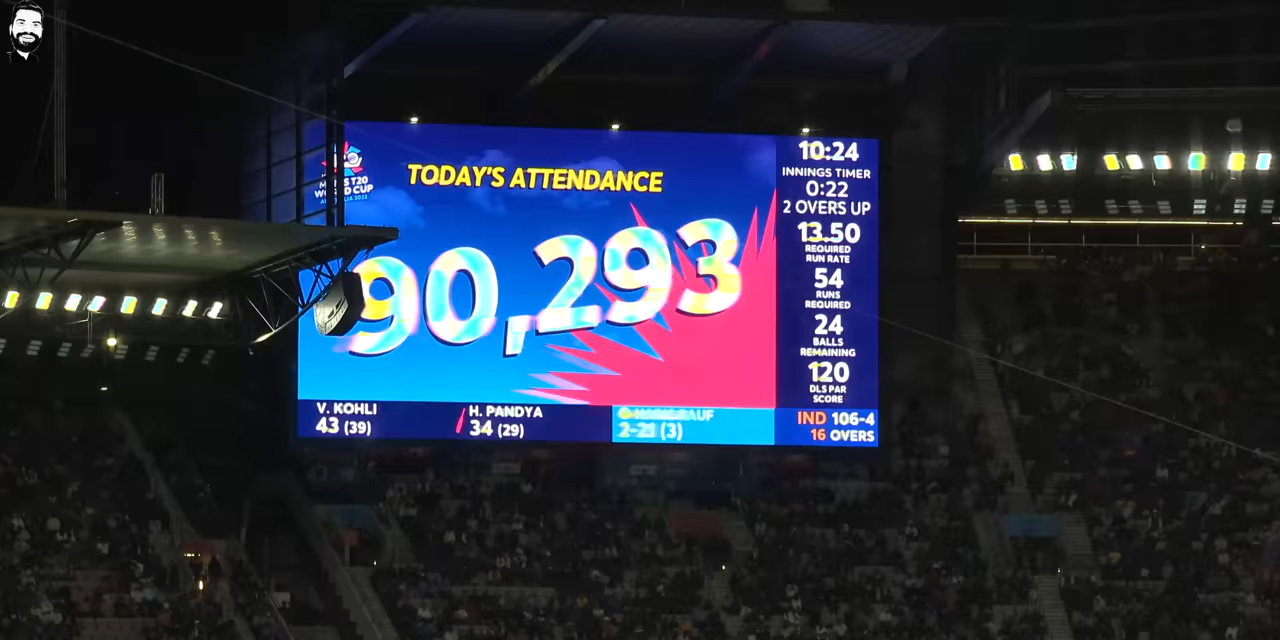 TODAY'S ATTENDANCE
90,293
WORLD CUP
10:24
INNINGS TIMER
0:22
2 OVERS UP
13.50
REQUIRED
RUN RATE
54
RUNS
REQUIRED
24
BALLS
REMAINING
120
DLS PAR
SCORE
V. KOHLI
43 (39)
H. PANDYA
34 (29)
2-21 (3)
IND 106-4
16 OVERS